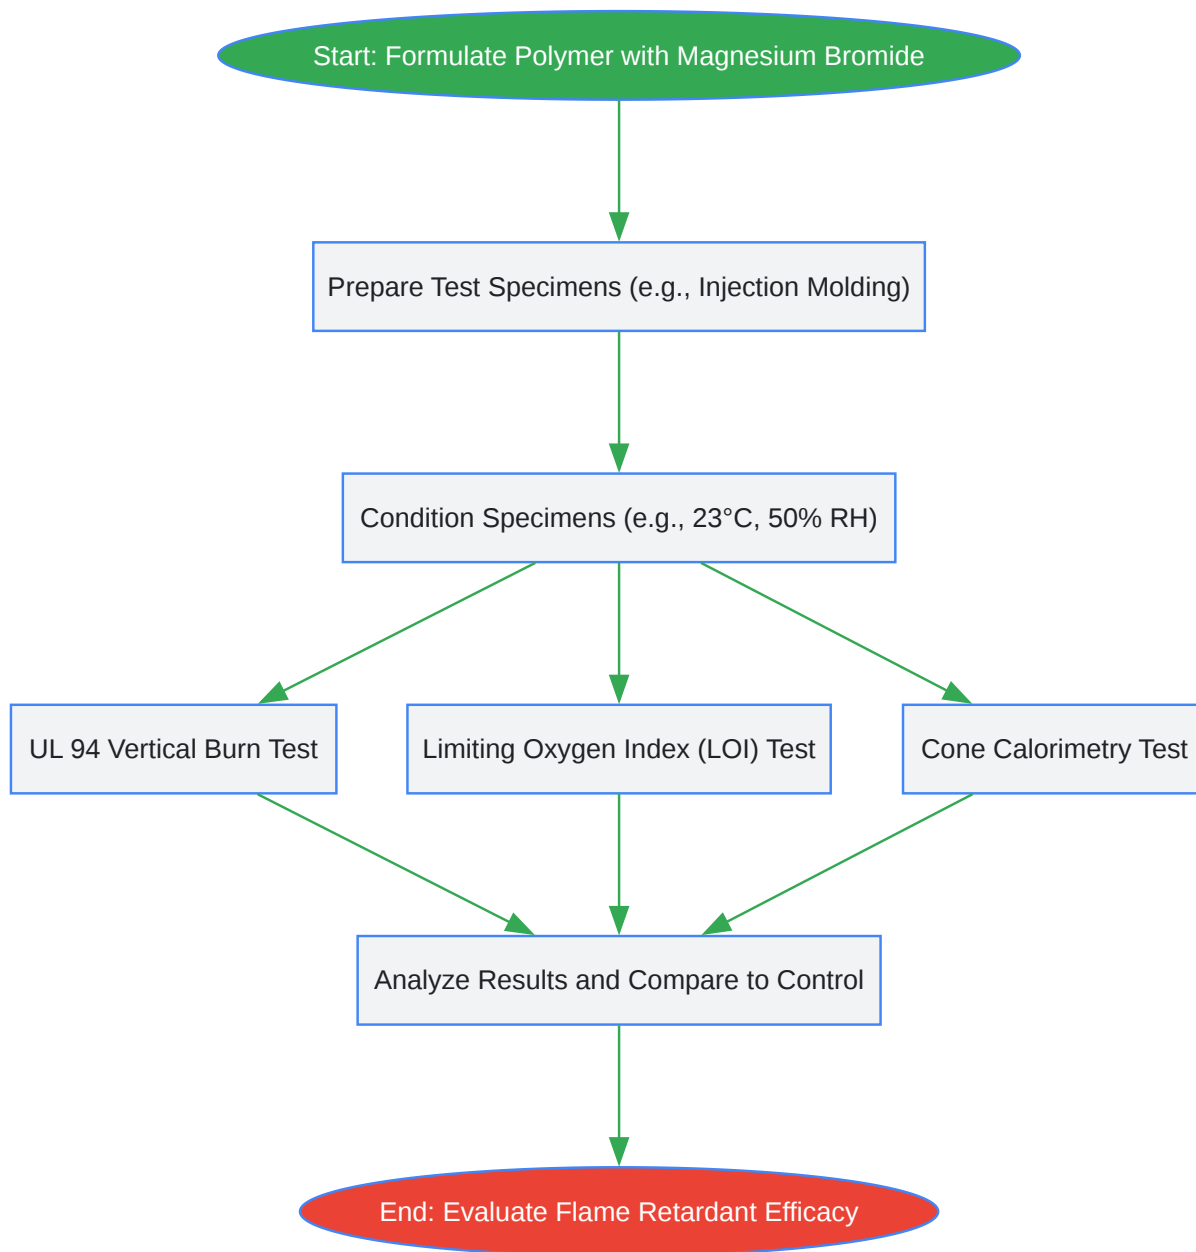 Start: Formulate Polymer with Magnesium Bromide
Prepare Test Specimens (e.g., Injection Molding)
Condition Specimens (e.g., 23°C, 50% RH)
UL 94 Vertical Burn Test
Limiting Oxygen Index (LOI) Test
Cone Calorimetry Test
Analyze Results and Compare to Control
End: Evaluate Flame Retardant Efficacy